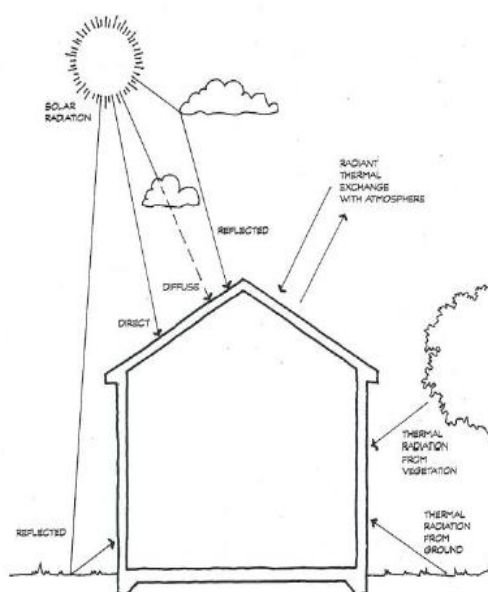 SOLAR
RADIATION
RADIANT
THERMAL
EXCHANGE
WITH ATMOSPHERE
REFLECTED
DIFFUSE
DIRECT
THERMAL
RADIATION
FROM
VEGETATION
REFLECTED
THERMAL
RADIATION
FROM
GROUND